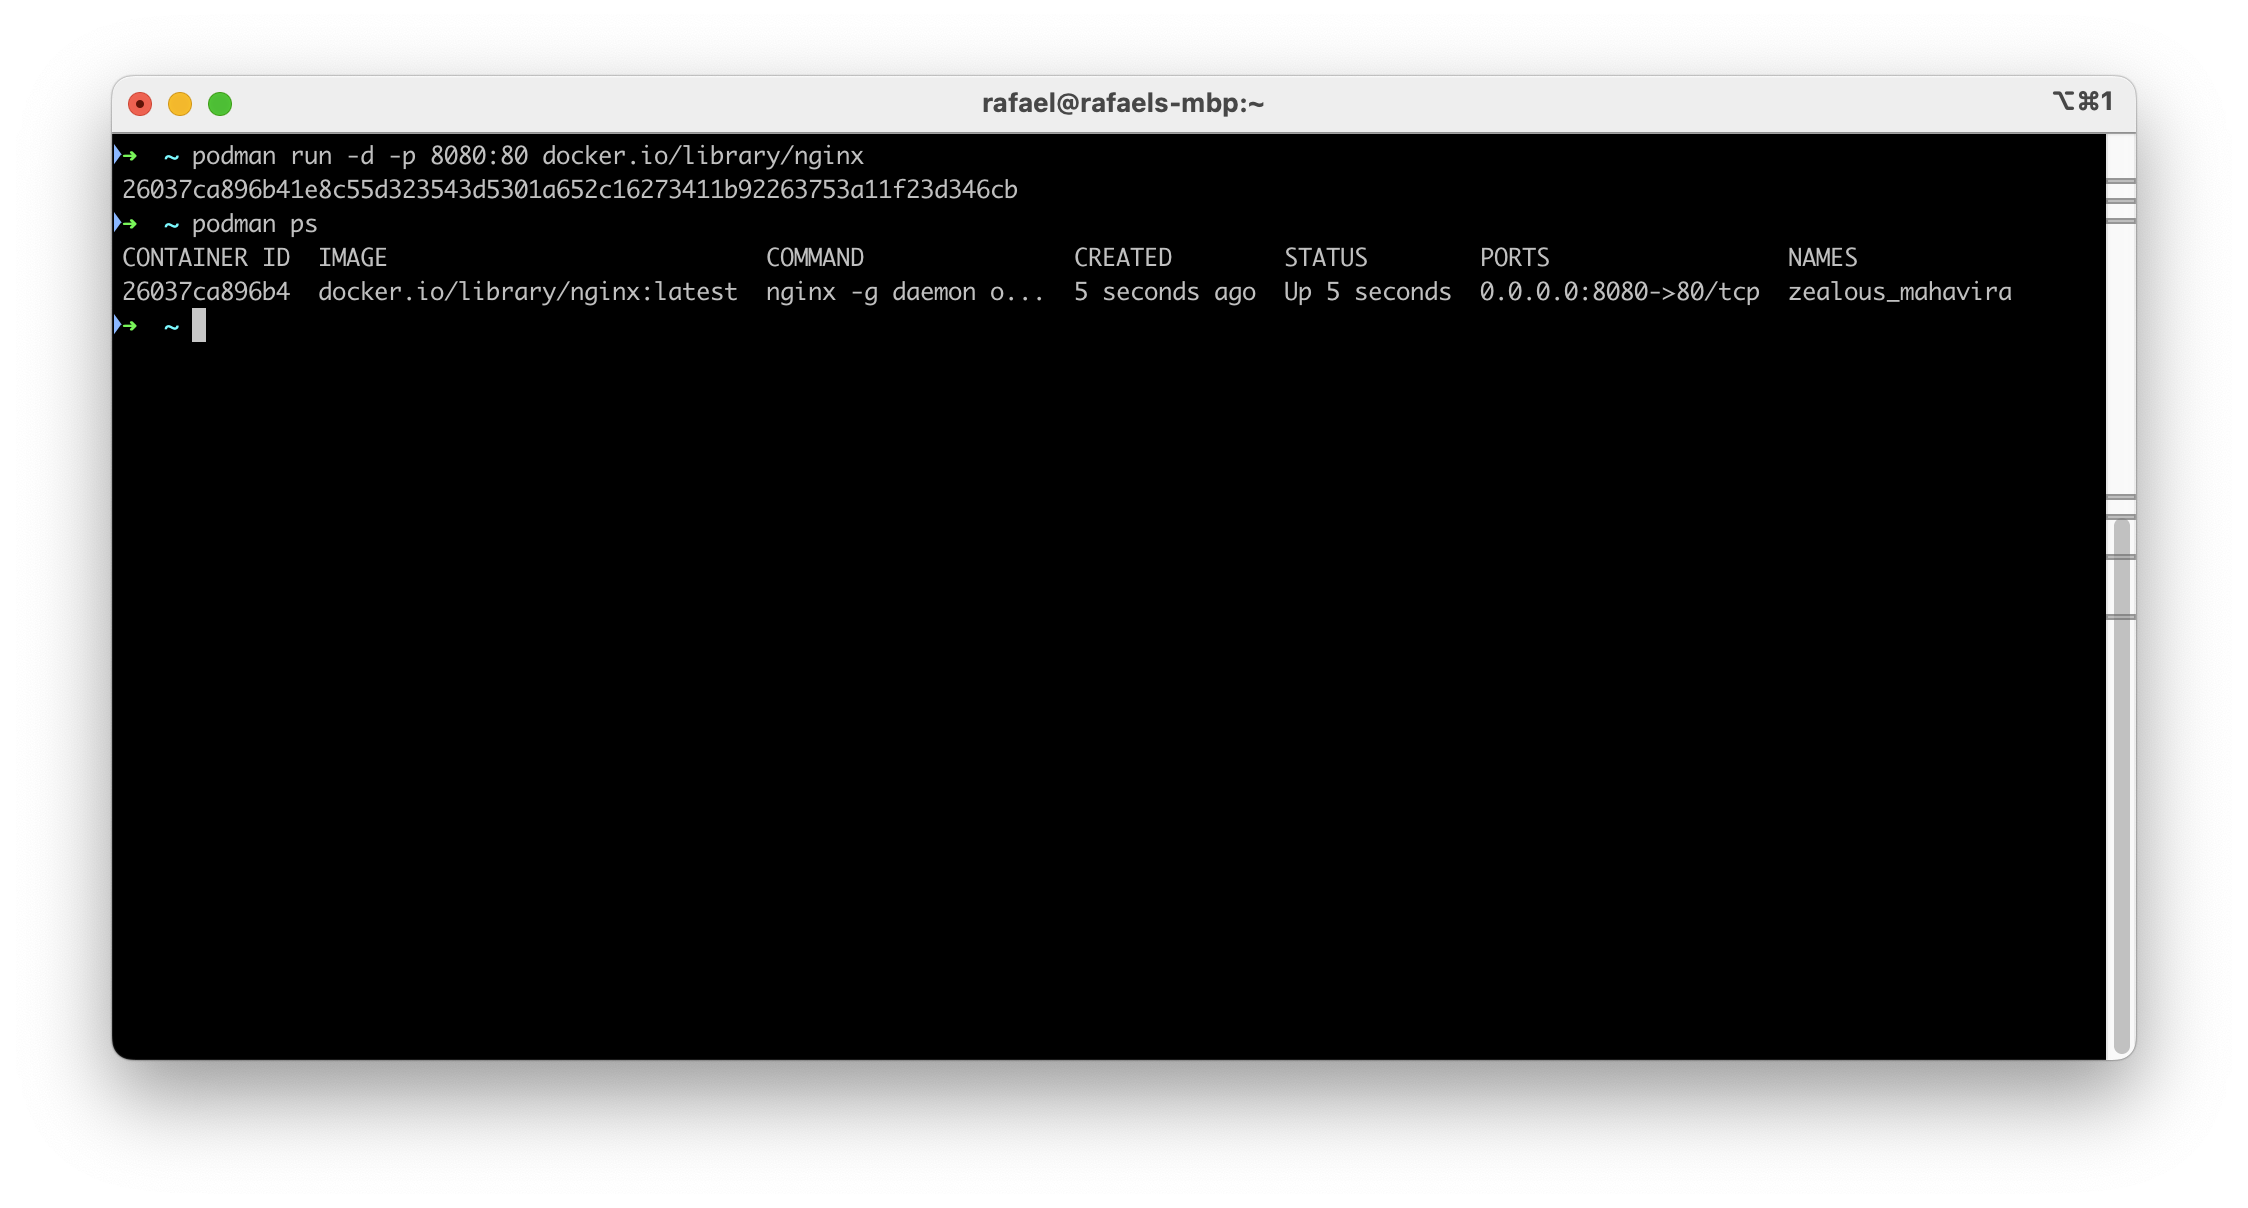 rafael@rafaels-mbp:~
⌥⌘1
➜  ~ podman run -d -p 8080:80 docker.io/library/nginx
26037ca896b41e8c55d323543d5301a652c16273411b92263753a11f23d346cb
➜  ~ podman ps
CONTAINER ID  IMAGE                           COMMAND               CREATED        STATUS        PORTS                 NAMES
26037ca896b4  docker.io/library/nginx:latest  nginx -g daemon o...  5 seconds ago  Up 5 seconds  0.0.0.0:8080->80/tcp  zealous_mahavira
➜  ~